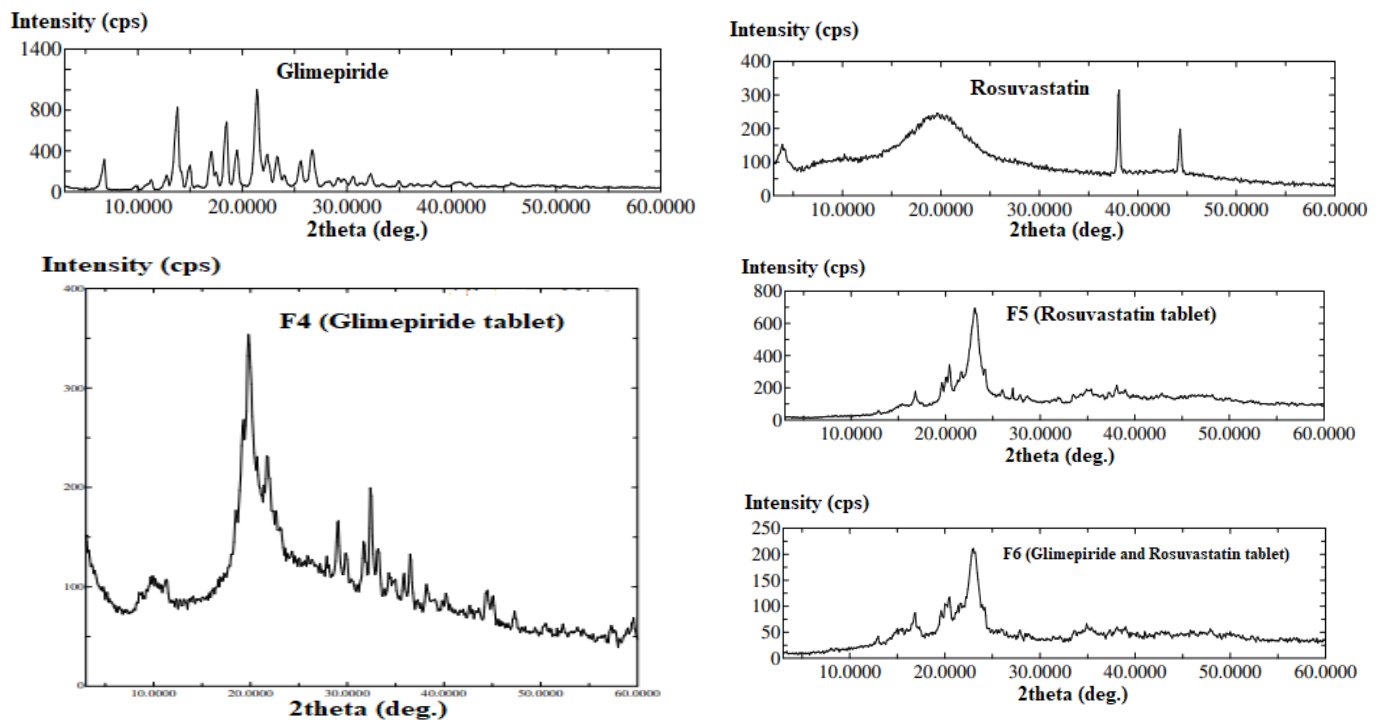 Intensity (cps)
1400
800
400
0
Glimepiride
10.0000 20.0000 30.0000 40.0000 50.0000 60.0000
2theta (deg.)
Intensity (cps)
400
300
200
100
0
Rosuvastatin
10.0000 20.0000 30.0000 40.0000 50.0000 60.0000
2theta (deg.)
Intensity (cps)
400
300
200
100
0
F4 (Glimepiride tablet)
10.0000 20.0000 30.0000 40.0000 50.0000 60.0000
2theta (deg.)
Intensity (cps)
800
600
400
200
0
F5 (Rosuvastatin tablet)
10.0000 20.0000 30.0000 40.0000 50.0000 60.0000
2theta (deg.)
Intensity (cps)
250
200
150
100
50
0
F6 (Glimepiride and Rosuvastatin tablet)
10.0000 20.0000 30.0000 40.0000 50.0000 60.0000
2theta (deg.)